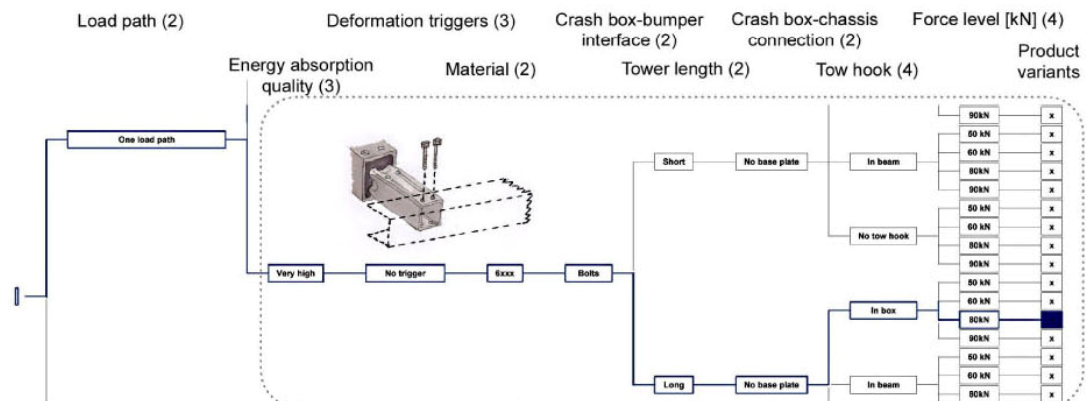 Load path (2)
Deformation triggers (3)
Crash box-bumper
interface (2)
Crash box-chassis
connection (2)
Force level [kN] (4)
Energy absorption
quality (3)
Material (2)
Tower length (2)
Tow hook (4)
Product
variants
90kN x
50 kN x
One load path
60 kN x
Short No base plate In beam
80kN x
90kN x
50 kN x
60 kN x
No tow hook
80kN x
90kN x
Very high No trigger 6xxx Bolts
50 kN x
60 kN x
In box
80kN
90kN x
50 kN x
60 kN x
Long No base plate In beam
80kN x